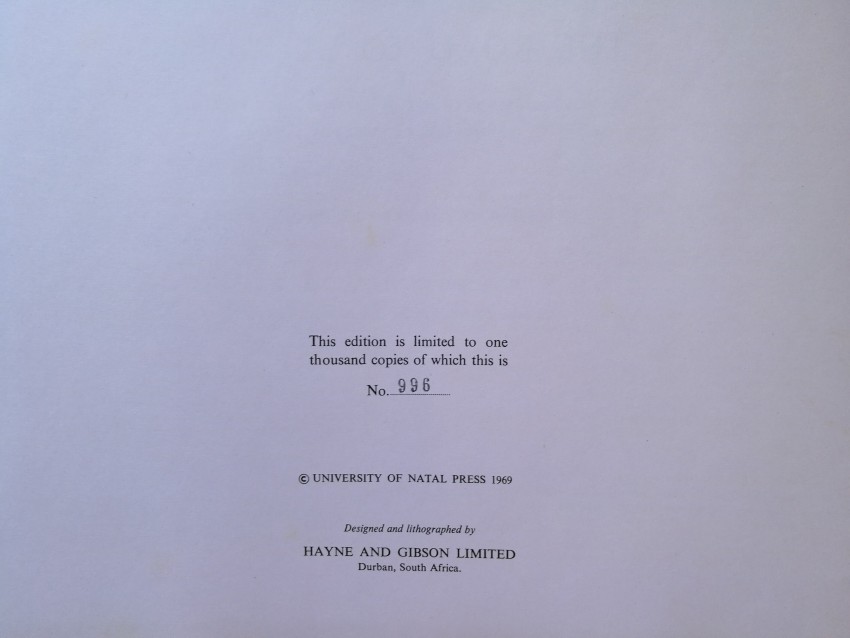 This edition is limited to one
thousand copies of which this is
No. 996
© UNIVERSITY OF NATAL PRESS 1969
Designed and lithographed by
HAYNE AND GIBSON LIMITED
Durban, South Africa.